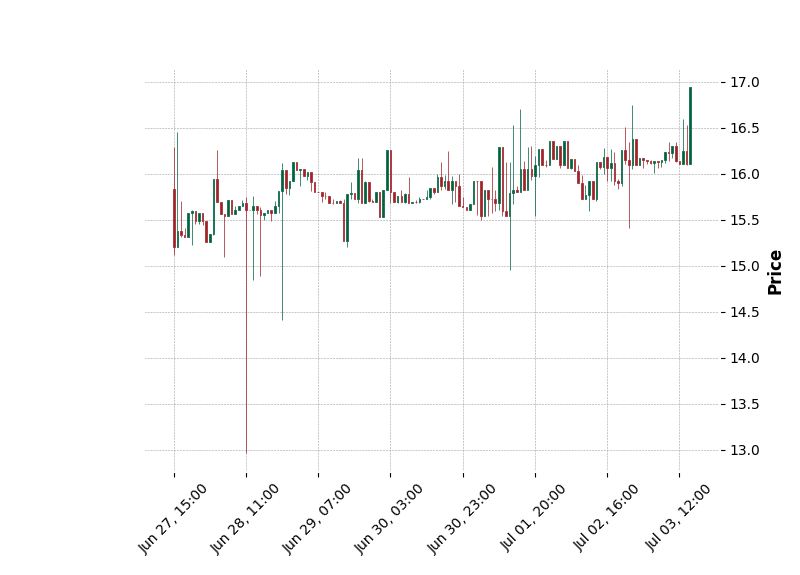 17.0
16.5
16.0
15.5
15.0
14.5
14.0
13.5
13.0
Price
Jun 27, 15:00
Jun 28, 11:00
Jun 29, 07:00
Jun 30, 03:00
Jun 30, 23:00
Jul 01, 20:00
Jul 02, 16:00
Jul 03, 12:00